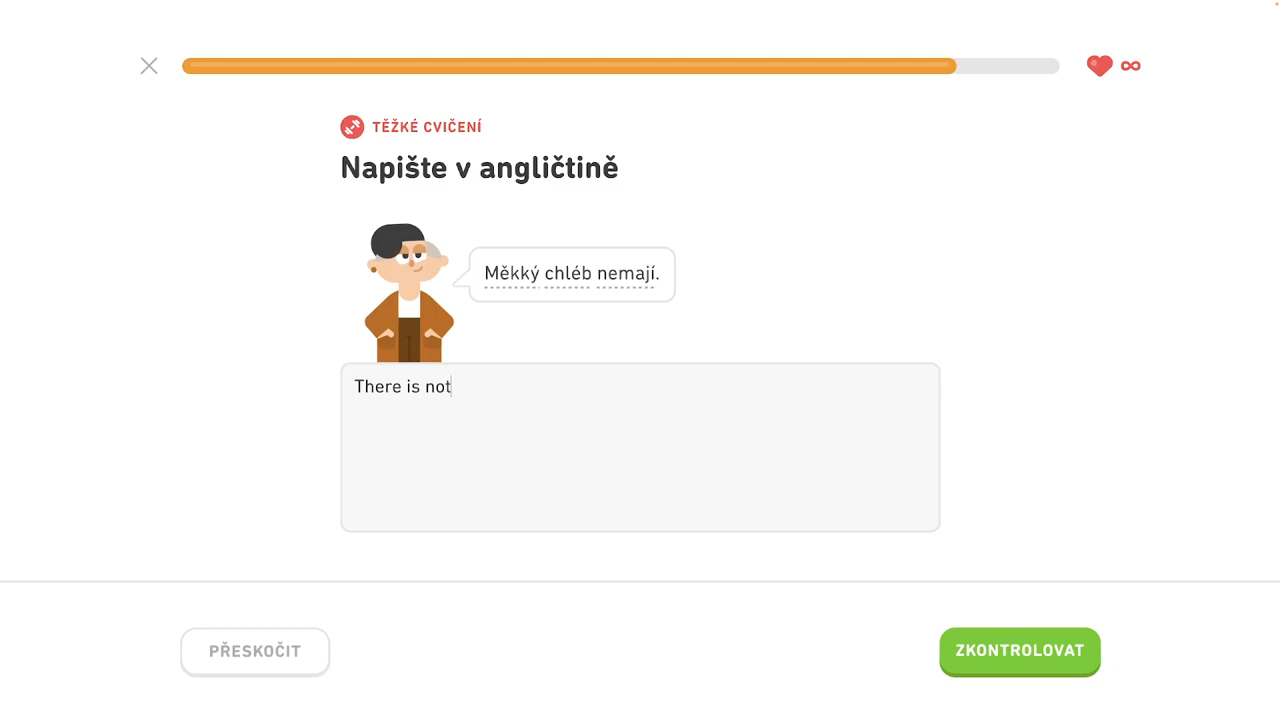 TĚŽKÉ CVIČENÍ
Napište v angličtině
Měkký chléb nemají.
There is not
PŘESKOČIT
ZKONTROLOVAT